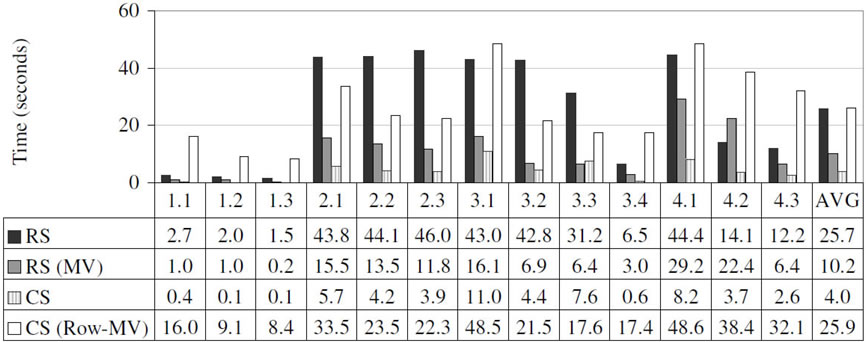 60
Time (seconds)
40
20
0
1.1 1.2 1.3 2.1 2.2 2.3 3.1 3.2 3.3 3.4 4.1 4.2 4.3 AVG
RS 2.7 2.0 1.5 43.8 44.1 46.0 43.0 42.8 31.2 6.5 44.4 14.1 12.2 25.7
RS (MV) 1.0 1.0 0.2 15.5 13.5 11.8 16.1 6.9 6.4 3.0 29.2 22.4 6.4 10.2
CS 0.4 0.1 0.1 5.7 4.2 3.9 11.0 4.4 7.6 0.6 8.2 3.7 2.6 4.0
CS (Row-MV) 16.0 9.1 8.4 33.5 23.5 22.3 48.5 21.5 17.6 17.4 48.6 38.4 32.1 25.9